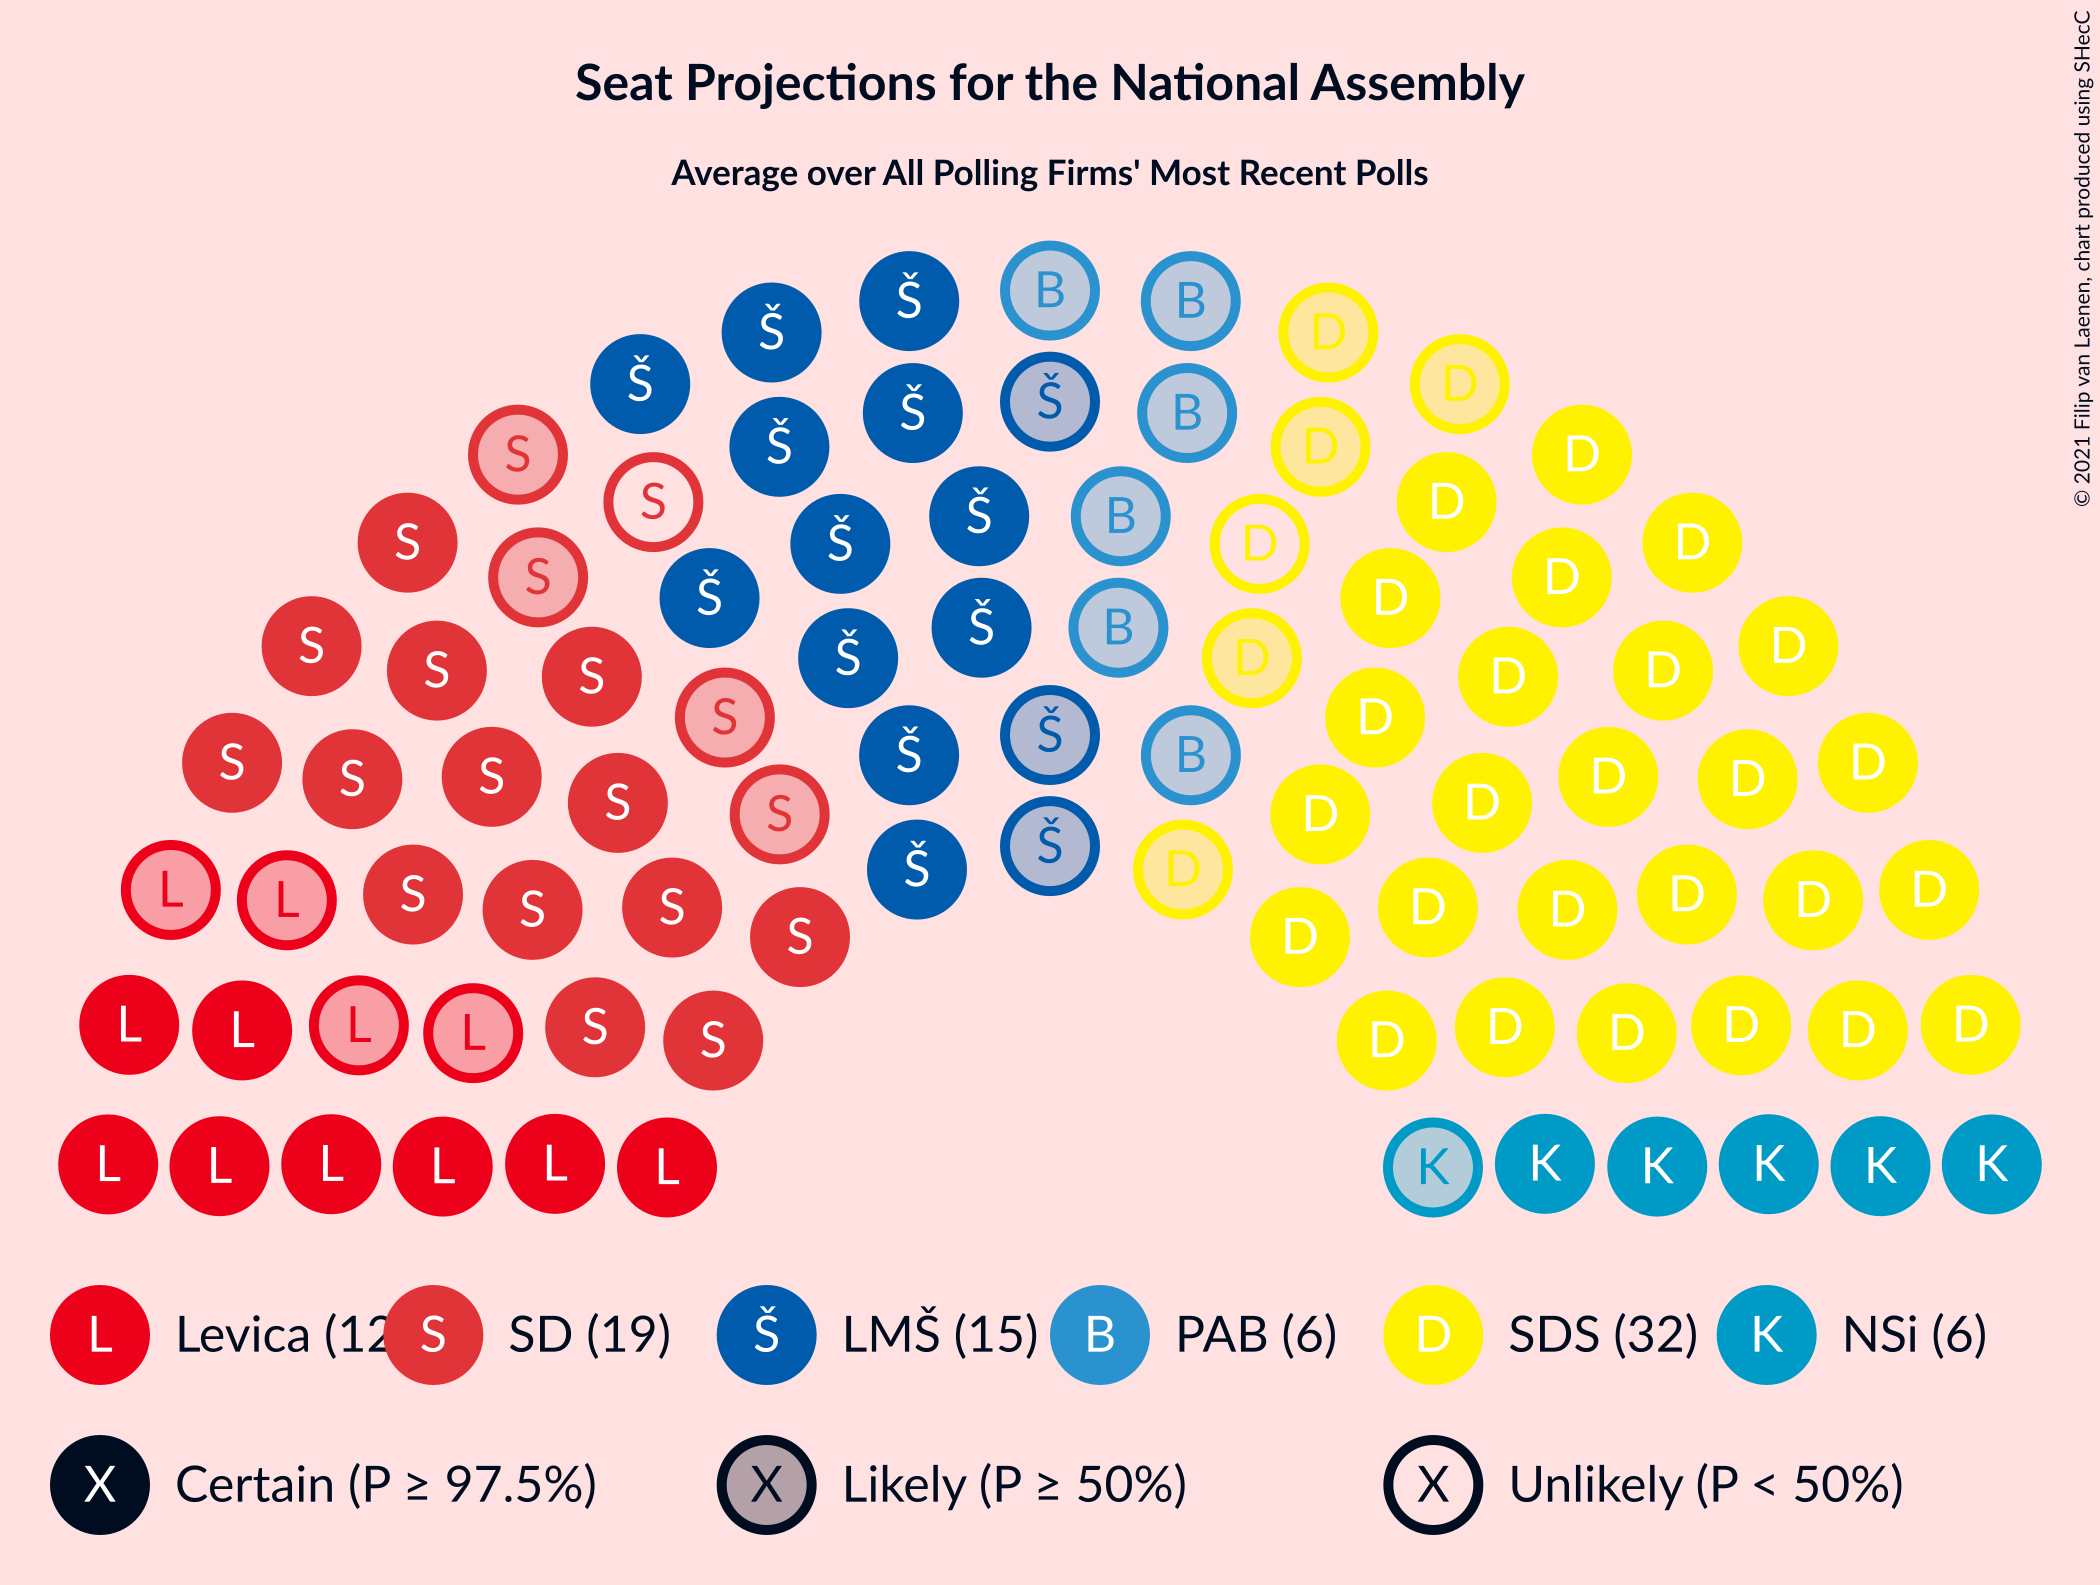 Seat Projections for the National Assembly
Average over All Polling Firms' Most Recent Polls
© 2021 Filip van Laenen, chart produced using SHecC
B
Š B
Š D
Š D
Š Š B
S Š D
S Š D
Š B
S Š D
S D
S Š B
Š D
S D
S Š D
S D
S D
S D
S Š B
S D
S D
S D
S D
S D
S Š D
L D
L D
S D
S D
S D
S D
L D
L D
L D
L D
S D
S D
L K
L K
L K
L K
L K
L K
L Levica (12 S SD (19) Š LMŠ (15) B PAB (6) D SDS (32) K NSi (6)
X Certain (P ≥ 97.5%) X Likely (P ≥ 50%) X Unlikely (P < 50%)